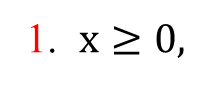 1. x ≥ 0,